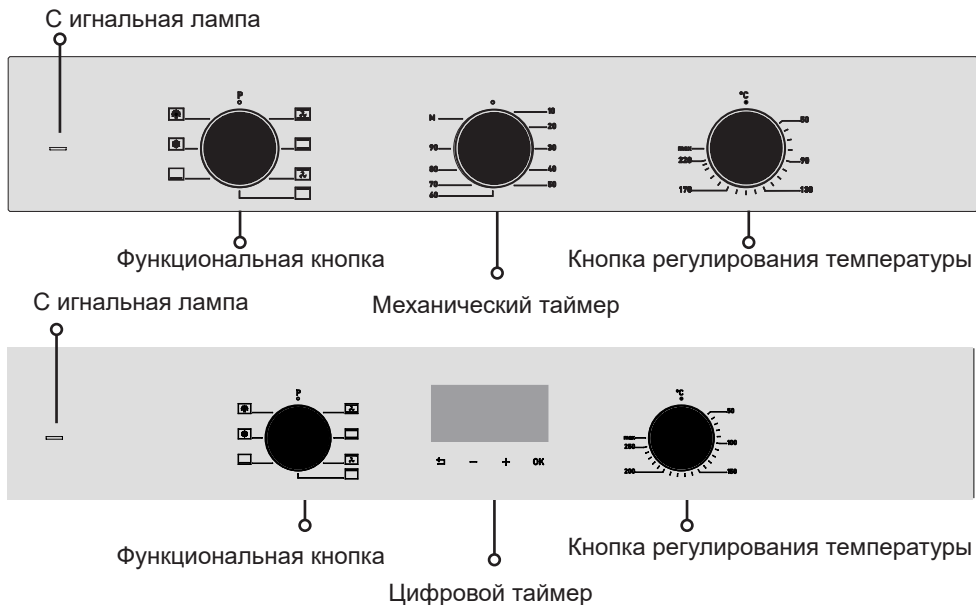 С игнальная лампа
P
°C
M
10
20
30
40
50
60
70
80
90
max
220
170
130
90
50
Функциональная кнопка
Кнопка регулирования температуры
Механический таймер
С игнальная лампа
P
°C
50
100
150
200
250
max
− + OK
Функциональная кнопка
Кнопка регулирования температуры
Цифровой таймер